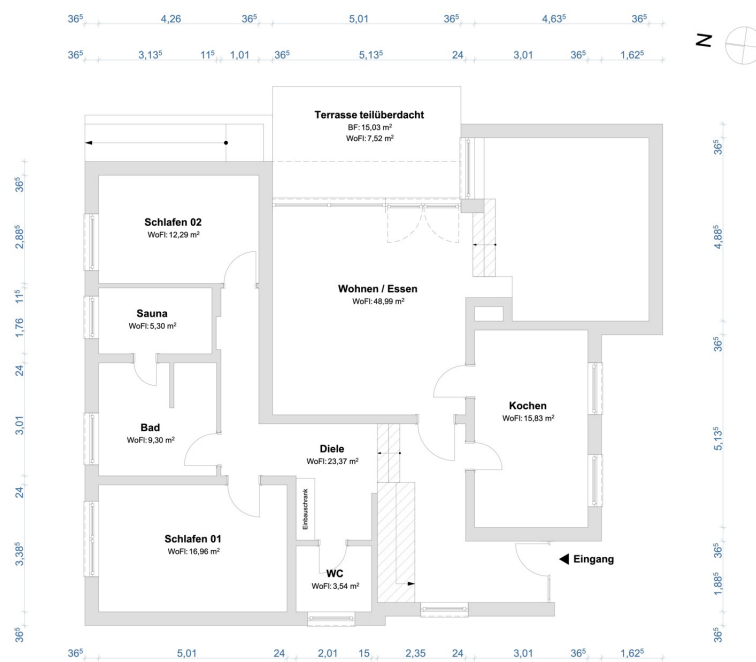 36⁵ 4,26 36⁵ 5,01 36⁵ 4,63⁵ 36⁵
36⁵ 3,13⁵ 11⁵ 1,01 36⁵ 5,13⁵ 24 3,01 36⁵ 1,62⁵
N
Terrasse teilüberdacht
BF: 15,03 m²
WoFl: 7,52 m²
Schlafen 02
WoFl: 12,29 m²
Wohnen / Essen
WoFl: 48,99 m²
Sauna
WoFl: 5,30 m²
Kochen
WoFl: 15,83 m²
Bad
WoFl: 9,30 m²
Diele
WoFl: 23,37 m²
Einbauschrank
Schlafen 01
WoFl: 16,96 m²
WC
WoFl: 3,54 m²
Eingang
36⁵
2,88⁵
11⁵
1,76
24
3,01
24
3,38⁵
36⁵
36⁵
4,88⁵
36⁵
5,13⁵
36⁵
1,88⁵
36⁵
36⁵ 5,01 24 2,01 15 2,35 24 3,01 36⁵ 1,62⁵